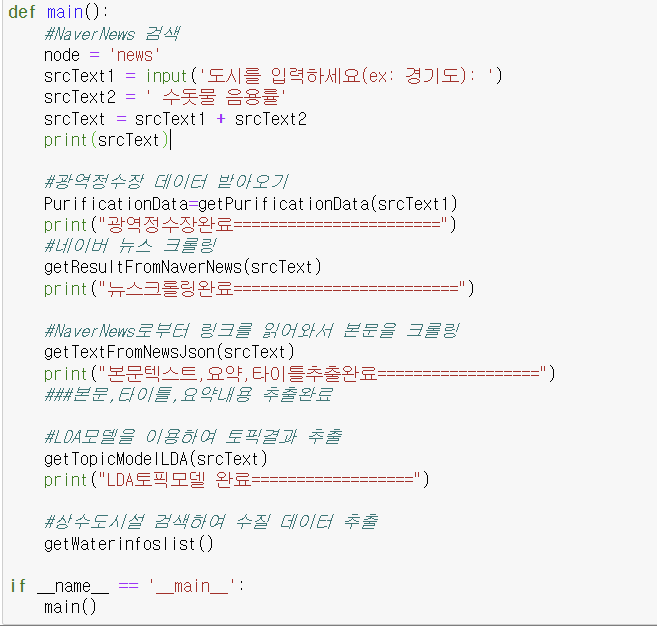 def main():
#NaverNews 검색
node = 'news'
srcText1 = input('도시를 입력하세요(ex: 경기도): ')
srcText2 = ' 수돗물 음용률'
srcText = srcText1 + srcText2
print(srcText)
#광역정수장 데이터 받아오기
PurificationData=getPurificationData(srcText1)
print("광역정수장완료=======================")
#네이버 뉴스 크롤링
getResultFromNaverNews(srcText)
print("뉴스크롤링완료=========================")
#NaverNews로부터 링크를 읽어와서 본문을 크롤링
getTextFromNewsJson(srcText)
print("본문텍스트,요약,타이틀추출완료==================")
###본문,타이틀,요약내용 추출완료
#LDA모델을 이용하여 토픽결과 추출
getTopicModelLDA(srcText)
print("LDA토픽모델 완료==================")
#상수도시설 검색하여 수질 데이터 추출
getWaterinfoslist()
if __name__ == '__main__':
main()